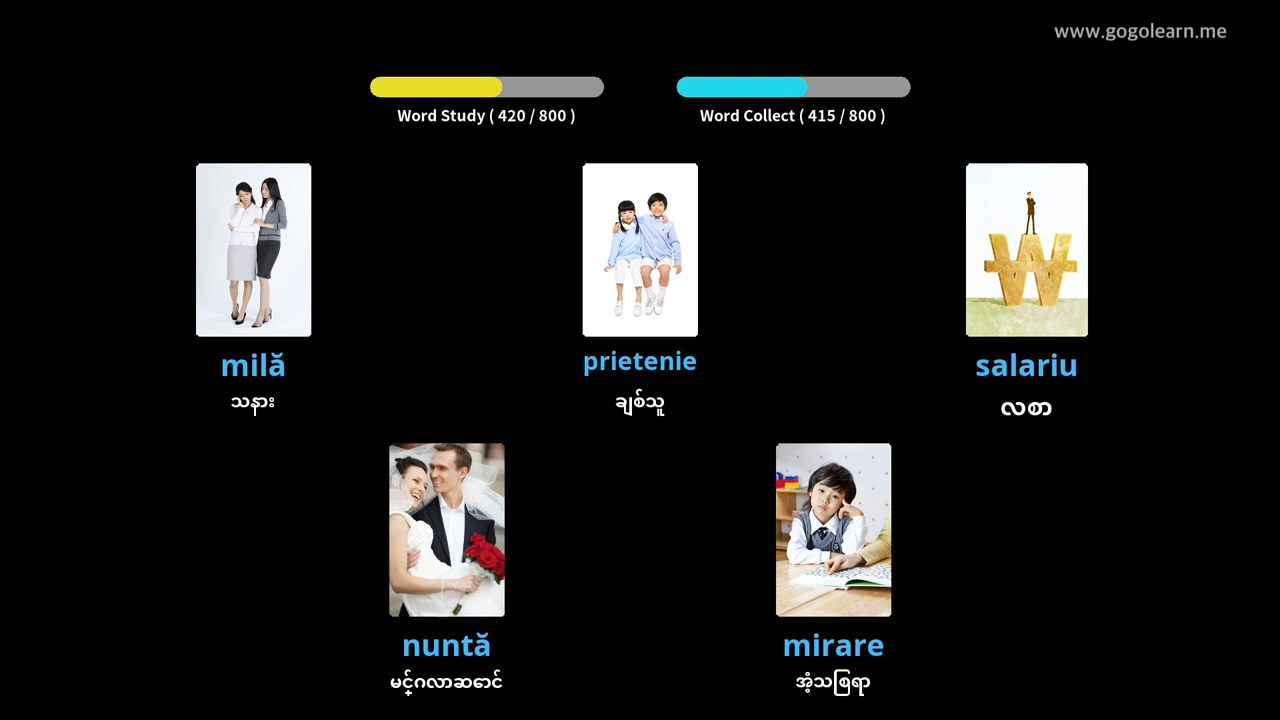 www.gogolearn.me
Word Study ( 420 / 800 )
Word Collect ( 415 / 800 )
milă
သနား
prietenie
ချစ်သူ
salariu
လစာ
nuntă
မင်္ဂလာဆောင်
mirare
အံ့သစြရာ